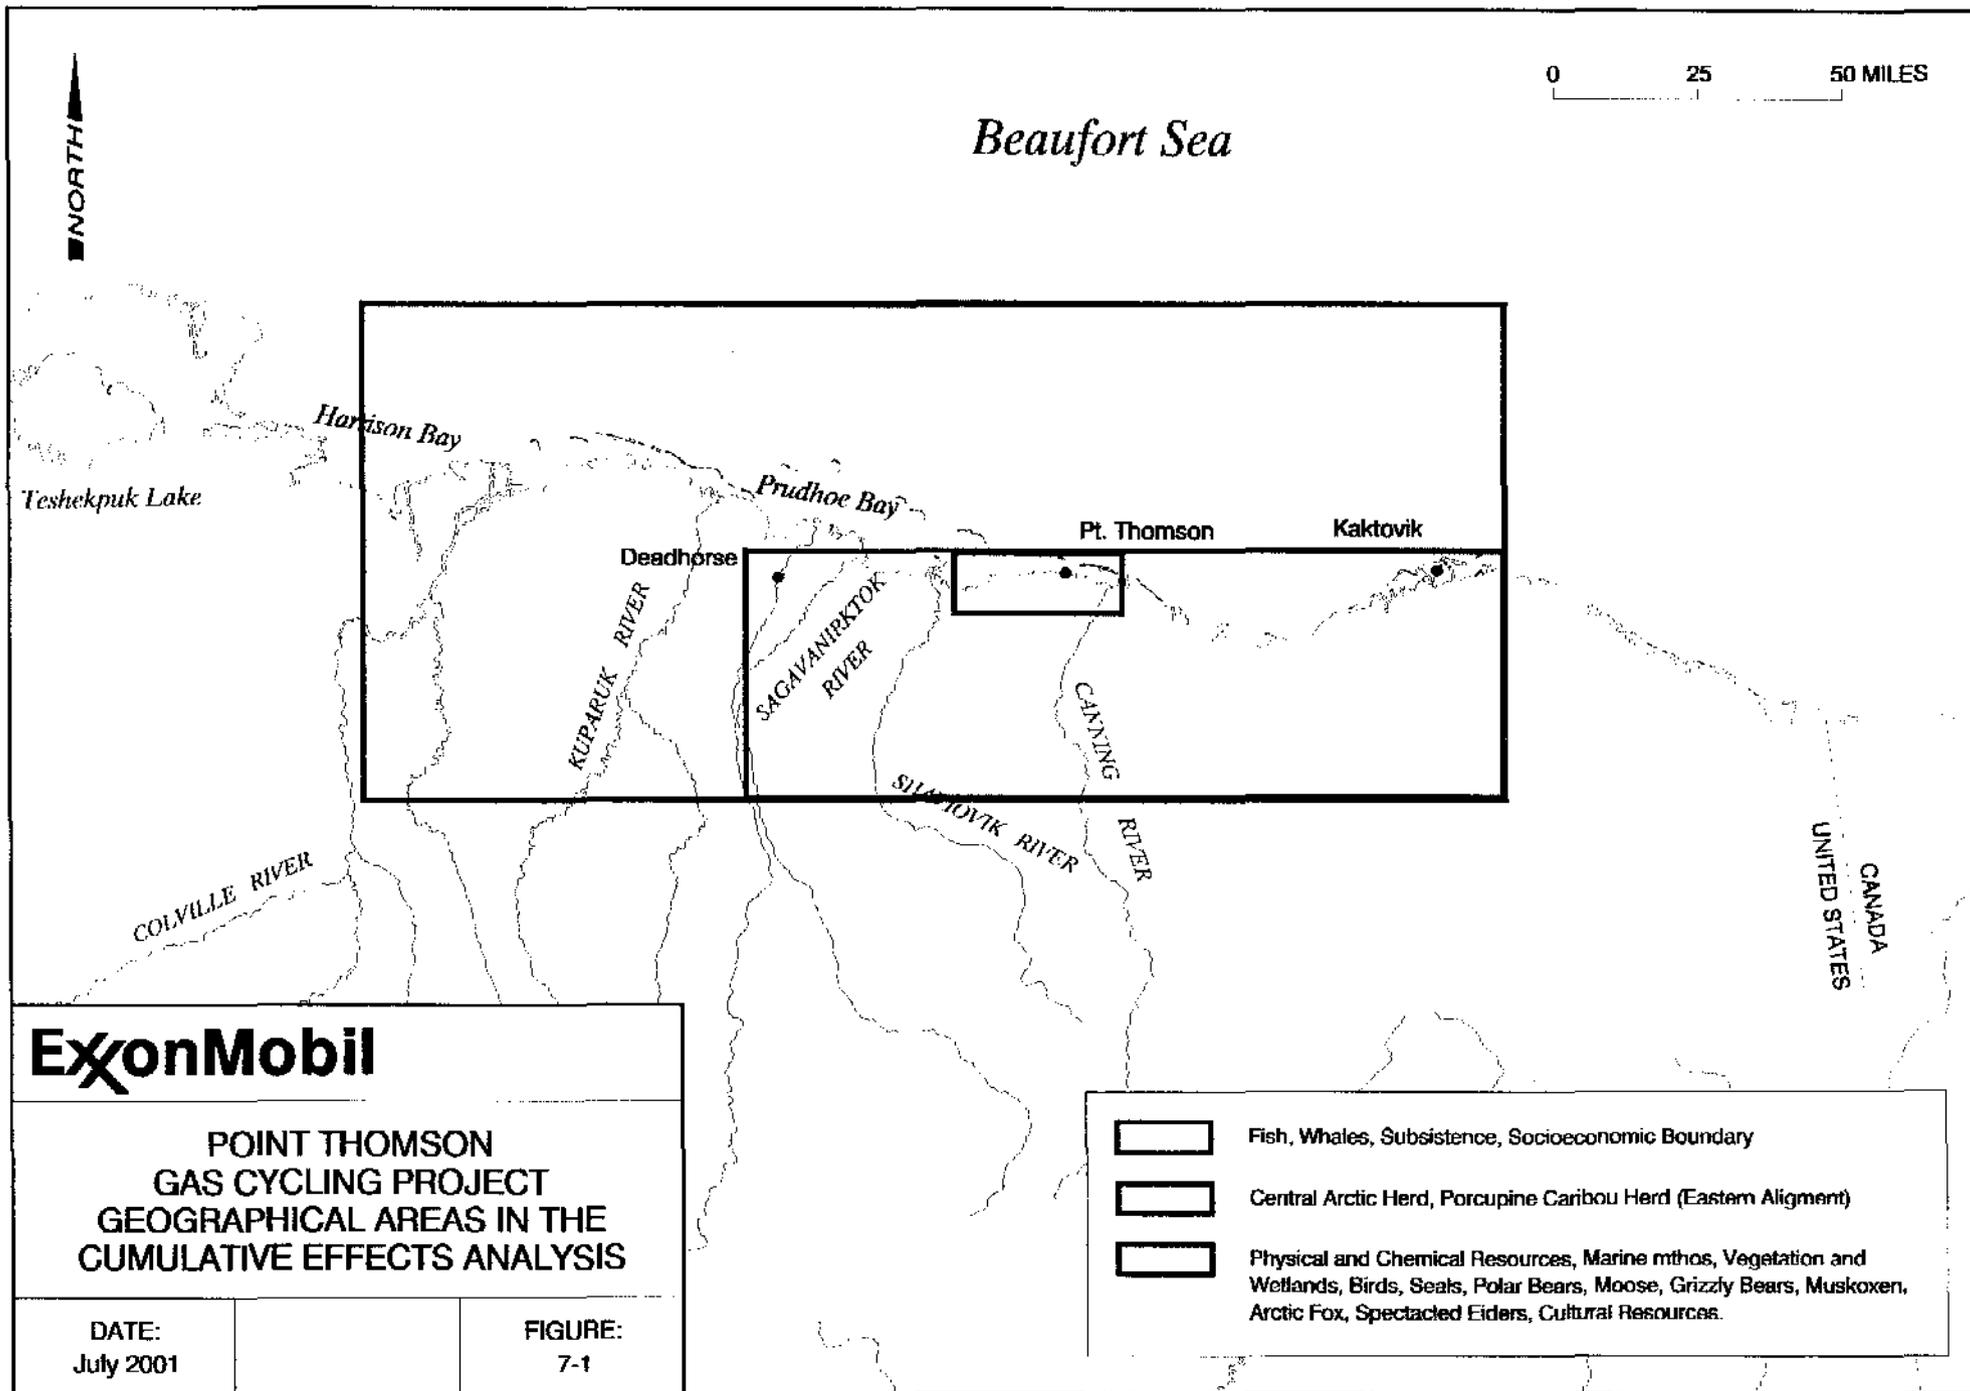 NORTH
0 25 50 MILES
Beaufort Sea
Harrison Bay
Teshekpuk Lake
Prudhoe Bay
Pt. Thomson
Kaktovik
Deadhorse
KUPARUK RIVER
SAGAVANIRKTOK
RIVER
CANNING RIVER
RIVER
COLVILLE RIVER
UNITED STATES
CANADA
ExxonMobil
POINT THOMSON
GAS CYCLING PROJECT
GEOGRAPHICAL AREAS IN THE
CUMULATIVE EFFECTS ANALYSIS
DATE:
July 2001
FIGURE:
7-1
Fish, Whales, Subsistence, Socioeconomic Boundary
Central Arctic Herd, Porcupine Caribou Herd (Eastern Aligment)
Physical and Chemical Resources, Marine mthos, Vegetation and
Wetlands, Birds, Seals, Polar Bears, Moose, Grizzly Bears, Muskoxen,
Arctic Fox, Spectacled Eiders, Cultural Resources.